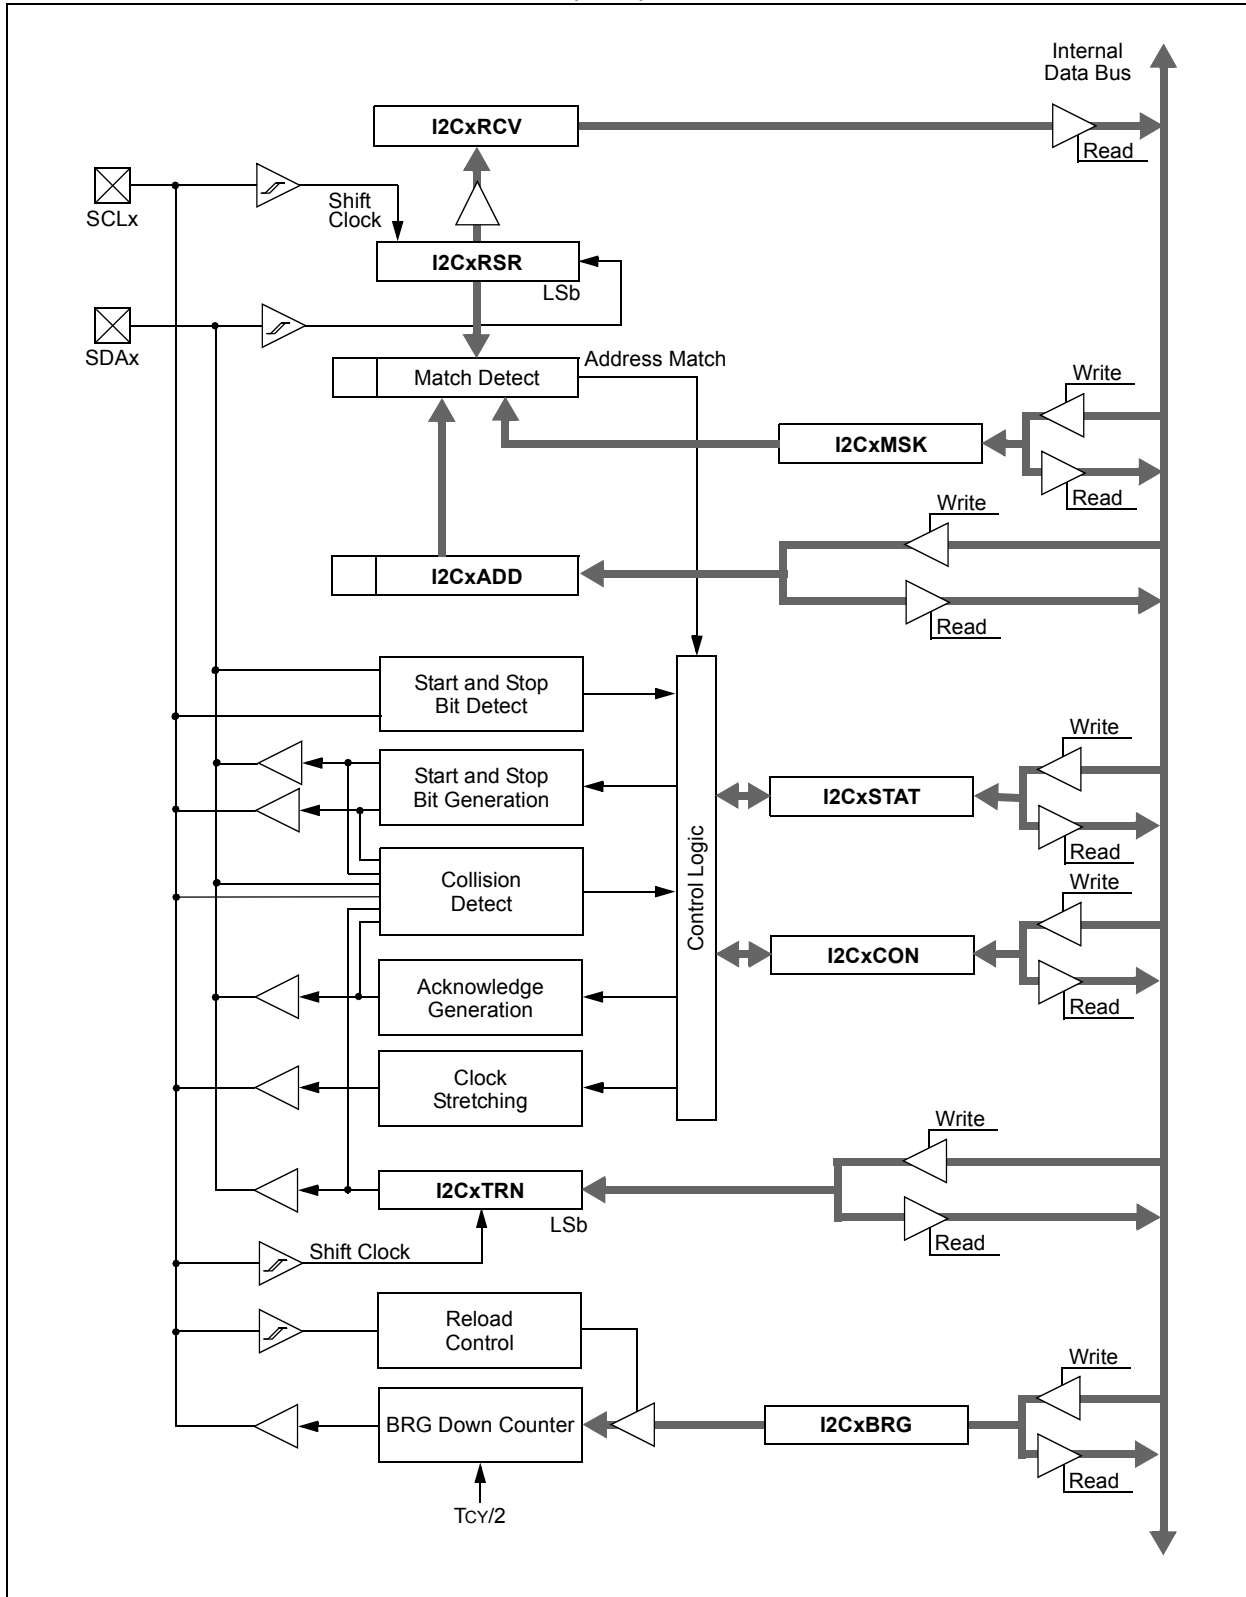 Internal
Data Bus
I2CxRCV
Read
SCLx
Shift
Clock
I2CxRSR
LSb
SDAx
Address Match
Match Detect
Write
I2CxMSK
Read
Write
I2CxADD
Read
Start and Stop
Bit Detect
Write
Start and Stop
Bit Generation
I2CxSTAT
Read
Control Logic
Collision
Detect
Write
I2CxCON
Read
Acknowledge
Generation
Clock
Stretching
Write
I2CxTRN
LSb
Read
Shift Clock
Reload
Control
Write
BRG Down Counter
I2CxBRG
Read
TCY/2